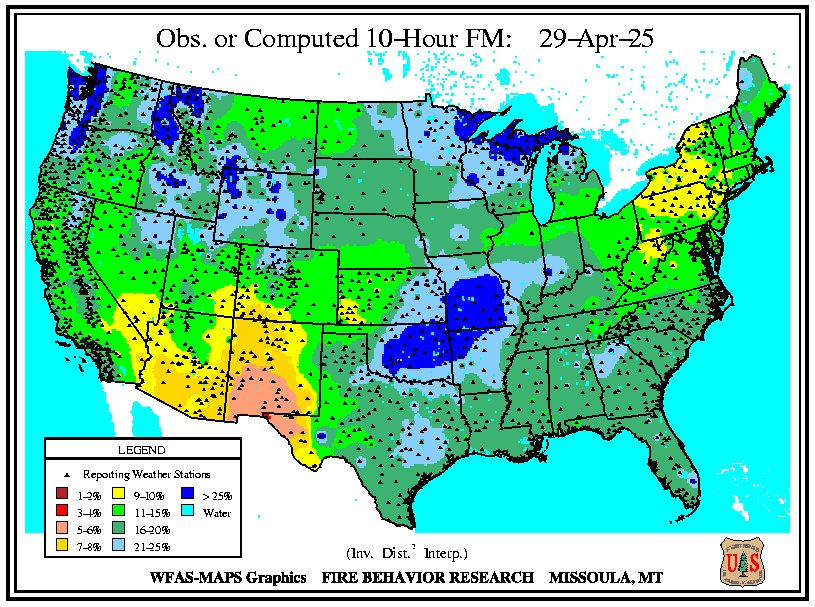 Obs. or Computed 10-Hour FM: 29-Apr-25
LEGEND
Reporting Weather Stations
1-2% 9-10% > 25%
3-4% 11-15% Water
5-6% 16-20%
7-8% 21-25%
(Inv. Dist.² Interp.)
WFAS-MAPS Graphics FIRE BEHAVIOR RESEARCH MISSOULA, MT
U S